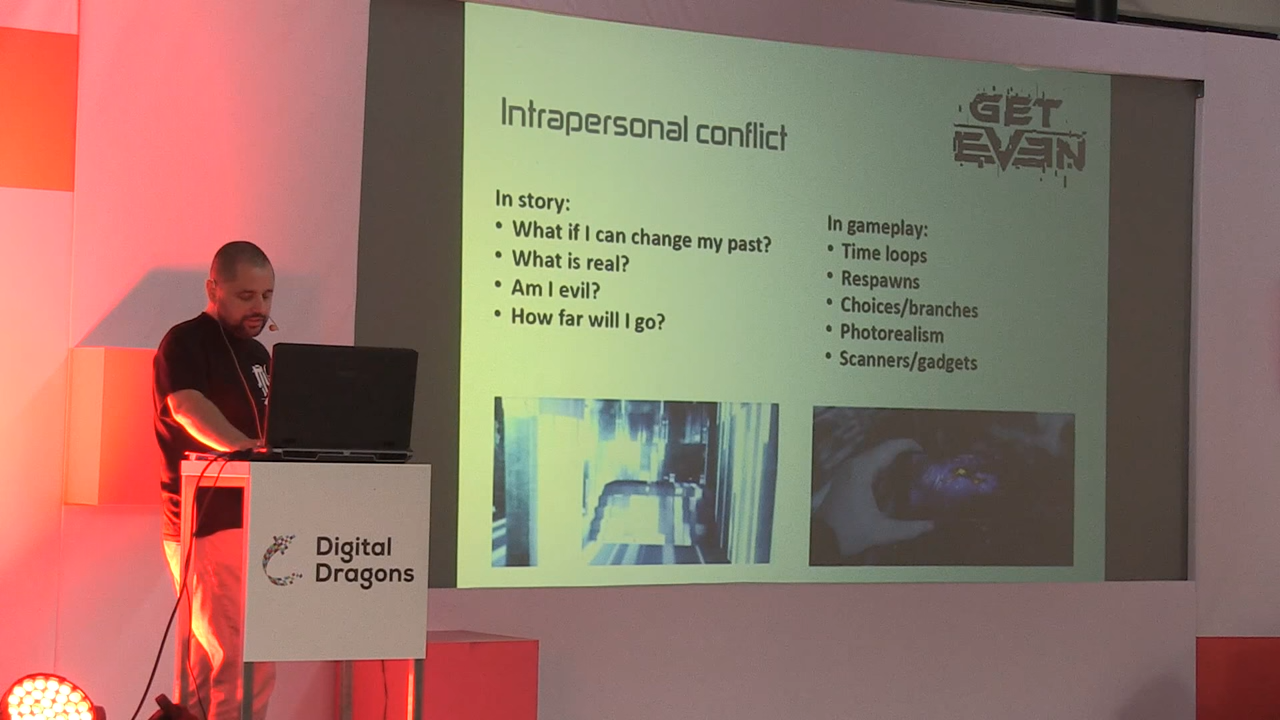 Intrapersonal conflict
GET
EVEN
In story:
• What if I can change my past?
• What is real?
• Am I evil?
• How far will I go?
In gameplay:
• Time loops
• Respawns
• Choices/branches
• Photorealism
• Scanners/gadgets
Digital
Dragons